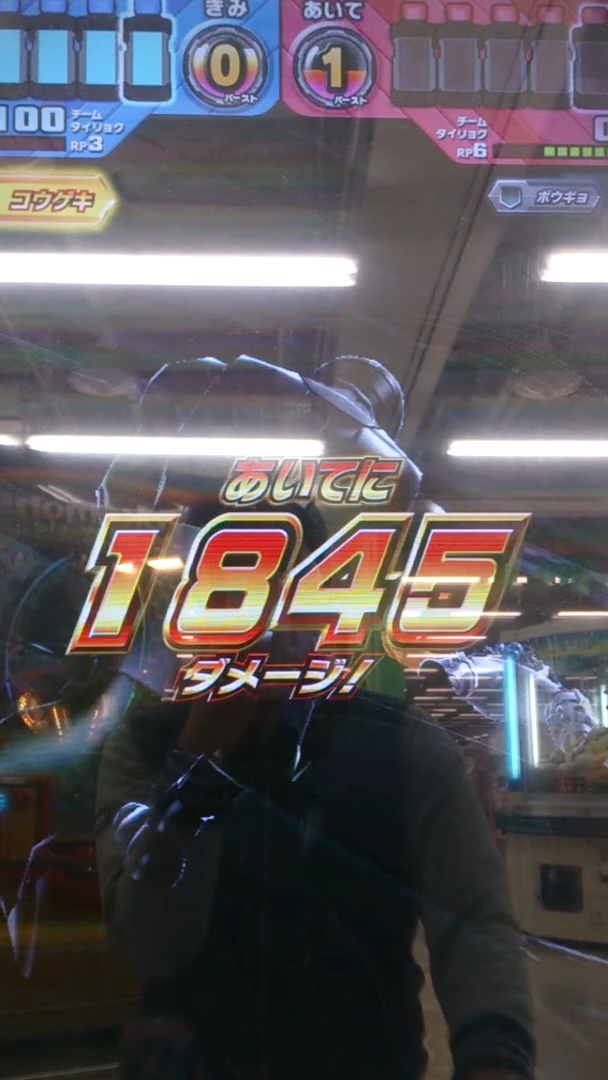 きみ
0
バースト
あいて
1
バースト
100
チーム
タイリョク
RP3
チーム
タイリョク
RP6
コウゲキ
ボウギョ
あいてに
1845
ダメージ!